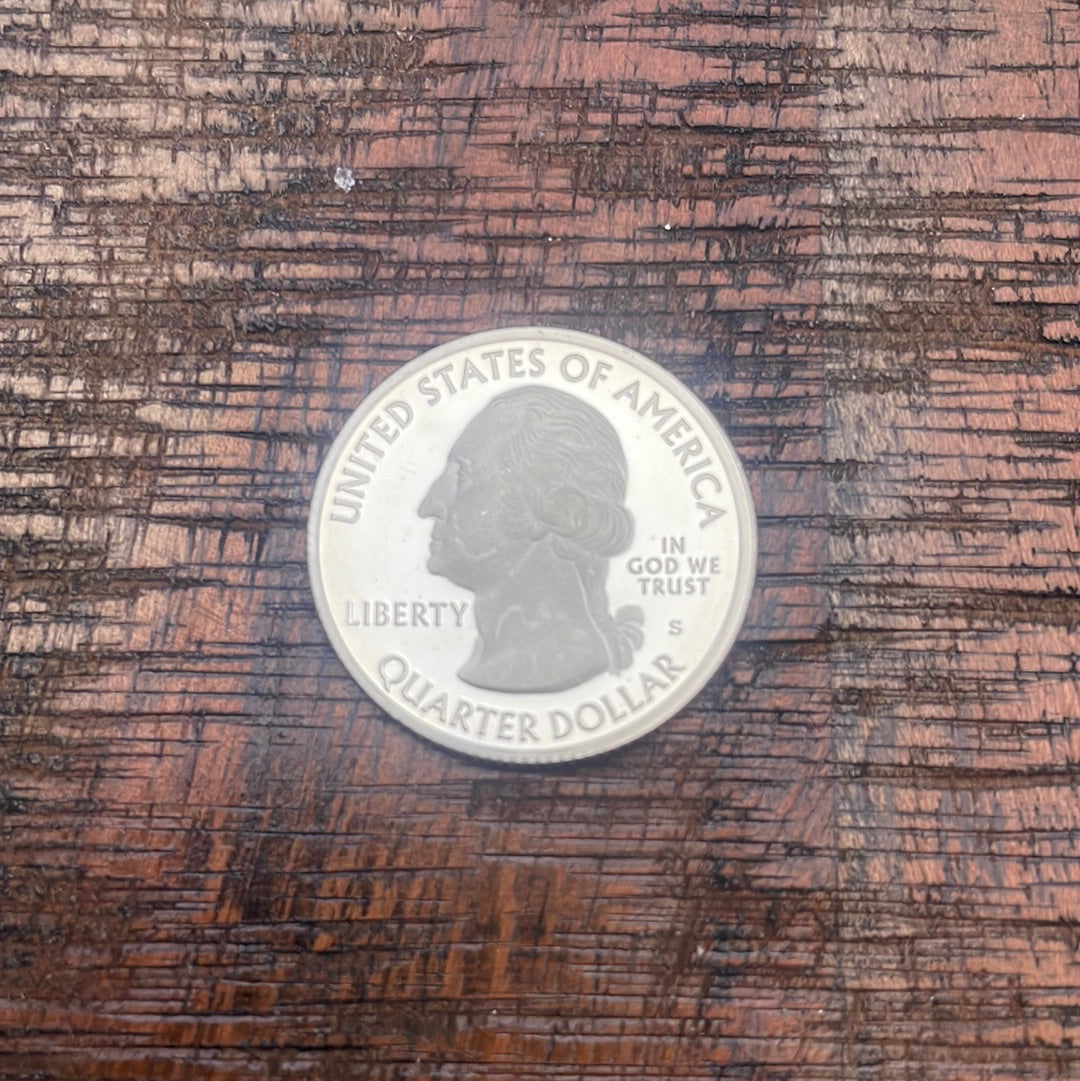 UNITED STATES OF AMERICA
LIBERTY
IN
GOD WE
TRUST
S
QUARTER DOLLAR